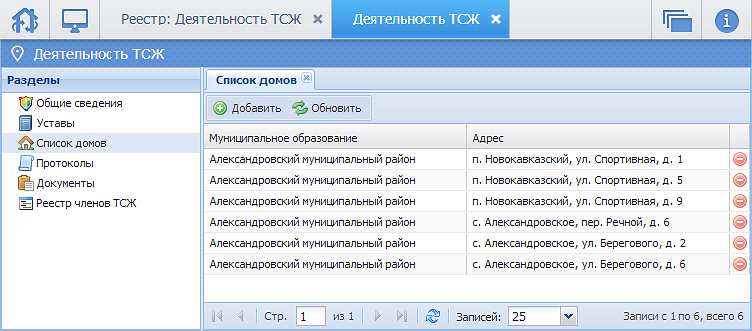 Реестр: Деятельность ТСЖ
Деятельность ТСЖ
Деятельность ТСЖ
Разделы
Общие сведения
Уставы
Список домов
Протоколы
Документы
Реестр членов ТСЖ
Список домов
Добавить Обновить
Муниципальное образование Адрес
Александровский муниципальный район п. Новокавказский, ул. Спортивная, д. 1
Александровский муниципальный район п. Новокавказский, ул. Спортивная, д. 5
Александровский муниципальный район п. Новокавказский, ул. Спортивная, д. 9
Александровский муниципальный район с. Александровское, пер. Речной, д. 6
Александровский муниципальный район с. Александровское, ул. Берегового, д. 2
Александровский муниципальный район с. Александровское, ул. Берегового, д. 6
Стр. 1 из 1 Записей: 25 Записи с 1 по 6, всего 6